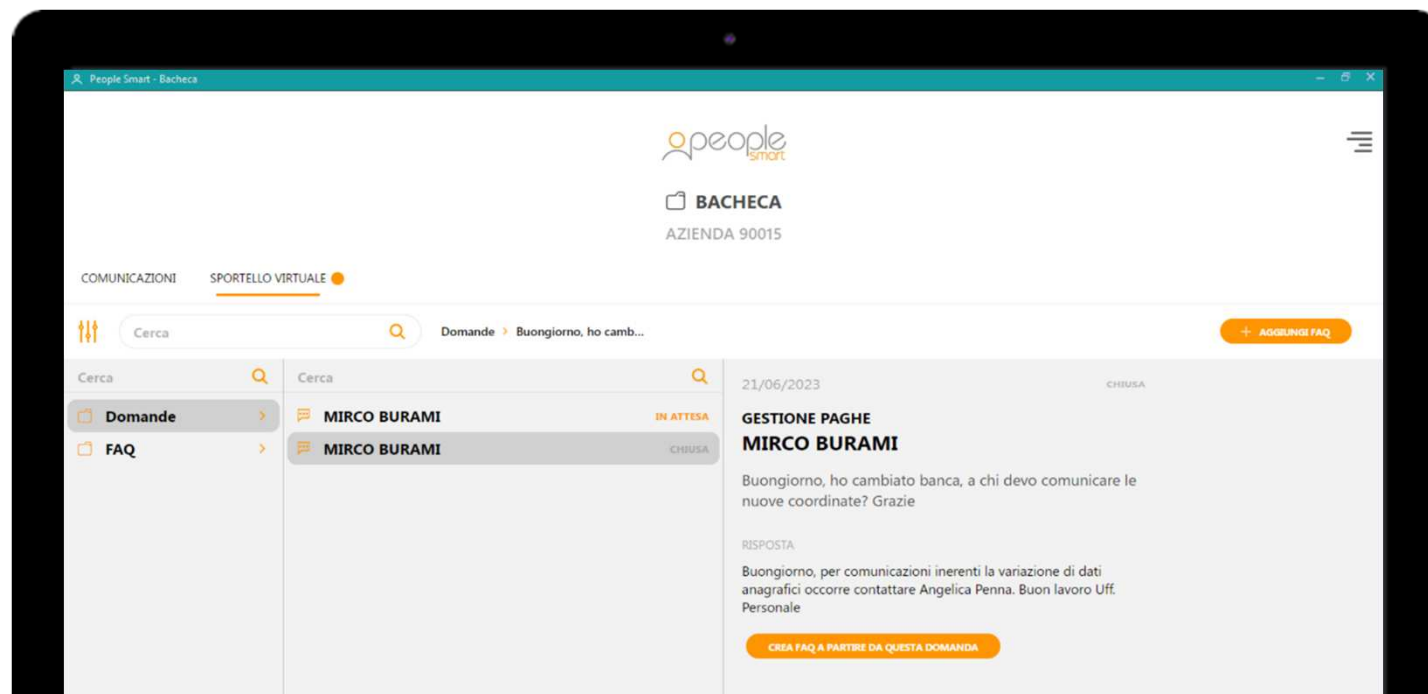 People Smart - Bacheca
people
smart
BACHECA
AZIENDA 90015
COMUNICAZIONI
SPORTELLO VIRTUALE
Cerca
Domande > Buongiorno, ho camb...
+ AGGIUNGI FAQ
Cerca
Domande
FAQ
Cerca
MIRCO BURAMI IN ATTESA
MIRCO BURAMI CHIUSA
21/06/2023 CHIUSA
GESTIONE PAGHE
MIRCO BURAMI
Buongiorno, ho cambiato banca, a chi devo comunicare le
nuove coordinate? Grazie
RISPOSTA
Buongiorno, per comunicazioni inerenti la variazione di dati
anagrafici occorre contattare Angelica Penna. Buon lavoro Uff.
Personale
CREA FAQ A PARTIRE DA QUESTA DOMANDA